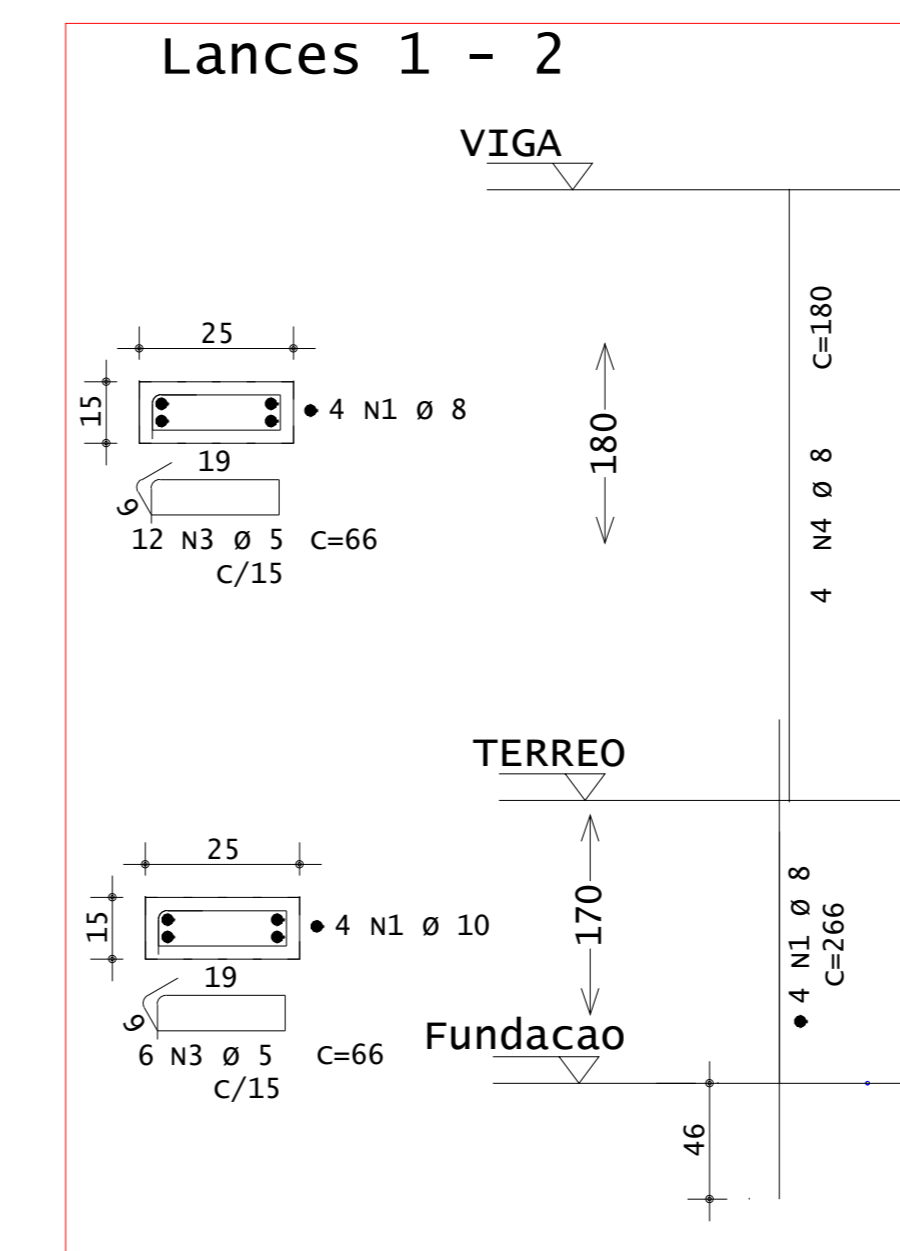 Lances 1 - 2
VIGA
25
15
4 N1 Ø 8
19
9
12 N3 Ø 5 C=66
C/15
180
4 N4 Ø 8 C=180
TERREO
25
15
4 N1 Ø 10
19
9
6 N3 Ø 5 C=66
C/15
170
4 N1 Ø 8
C=266
Fundacao
46